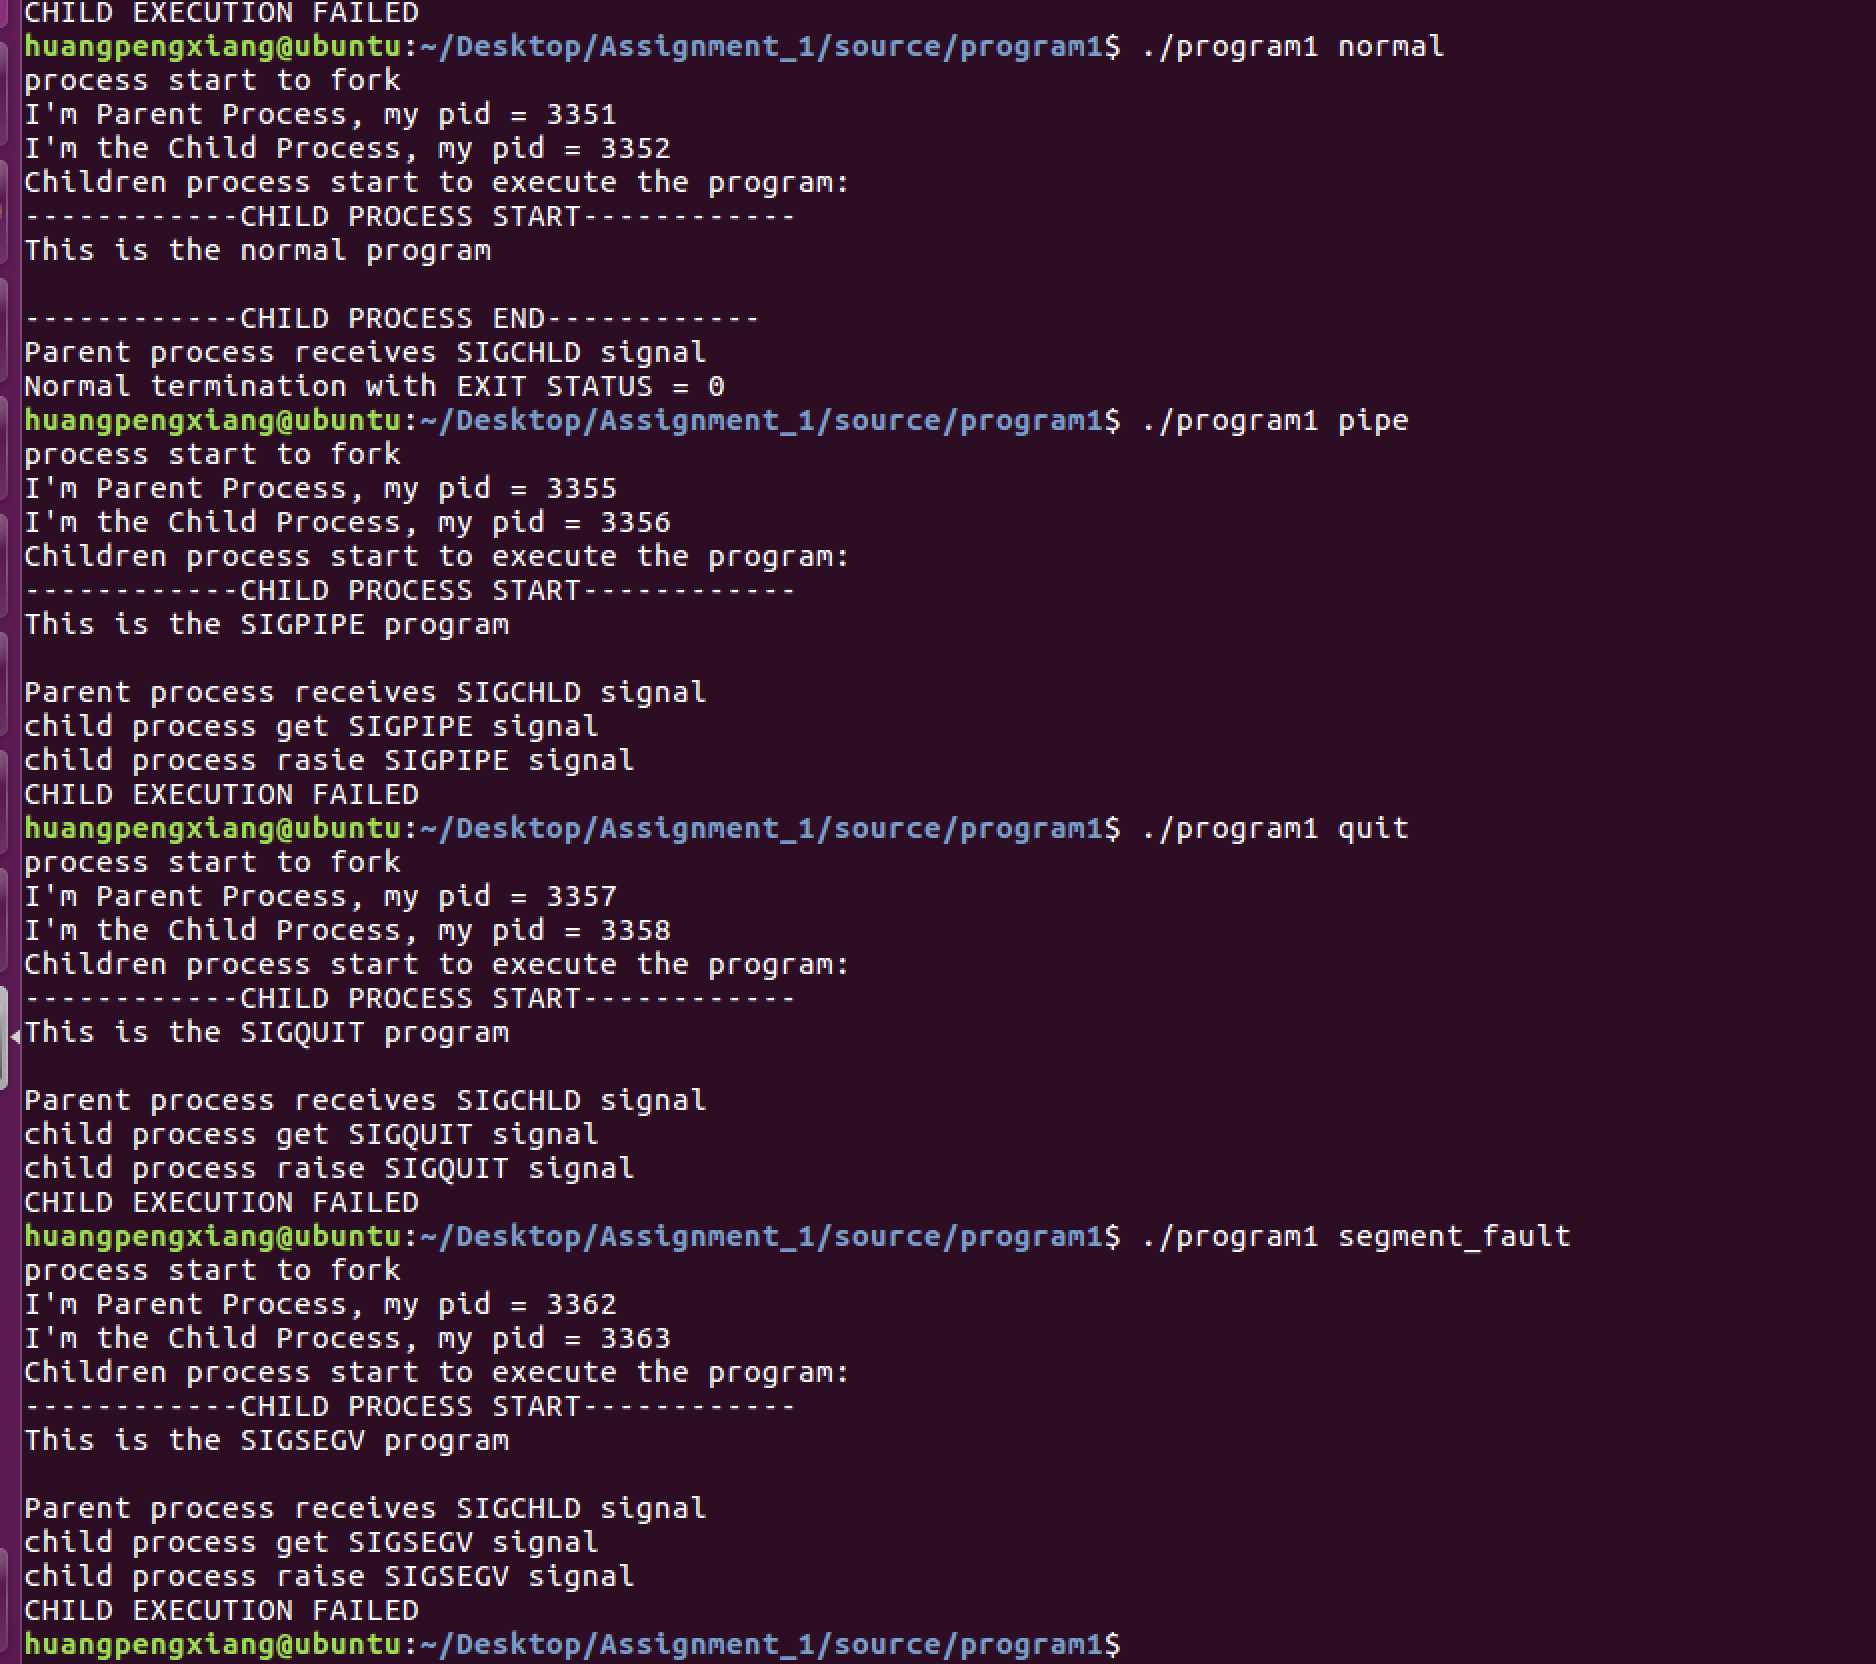 CHILD EXECUTION FAILED
huangpengxiang@ubuntu:~/Desktop/Assignment_1/source/program1$ ./program1 normal
process start to fork
I'm Parent Process, my pid = 3351
I'm the Child Process, my pid = 3352
Children process start to execute the program:
------------CHILD PROCESS START------------
This is the normal program

------------CHILD PROCESS END------------
Parent process receives SIGCHLD signal
Normal termination with EXIT STATUS = 0
huangpengxiang@ubuntu:~/Desktop/Assignment_1/source/program1$ ./program1 pipe
process start to fork
I'm Parent Process, my pid = 3355
I'm the Child Process, my pid = 3356
Children process start to execute the program:
------------CHILD PROCESS START------------
This is the SIGPIPE program

Parent process receives SIGCHLD signal
child process get SIGPIPE signal
child process rasie SIGPIPE signal
CHILD EXECUTION FAILED
huangpengxiang@ubuntu:~/Desktop/Assignment_1/source/program1$ ./program1 quit
process start to fork
I'm Parent Process, my pid = 3357
I'm the Child Process, my pid = 3358
Children process start to execute the program:
------------CHILD PROCESS START------------
This is the SIGQUIT program

Parent process receives SIGCHLD signal
child process get SIGQUIT signal
child process raise SIGQUIT signal
CHILD EXECUTION FAILED
huangpengxiang@ubuntu:~/Desktop/Assignment_1/source/program1$ ./program1 segment_fault
process start to fork
I'm Parent Process, my pid = 3362
I'm the Child Process, my pid = 3363
Children process start to execute the program:
------------CHILD PROCESS START------------
This is the SIGSEGV program

Parent process receives SIGCHLD signal
child process get SIGSEGV signal
child process raise SIGSEGV signal
CHILD EXECUTION FAILED
huangpengxiang@ubuntu:~/Desktop/Assignment_1/source/program1$